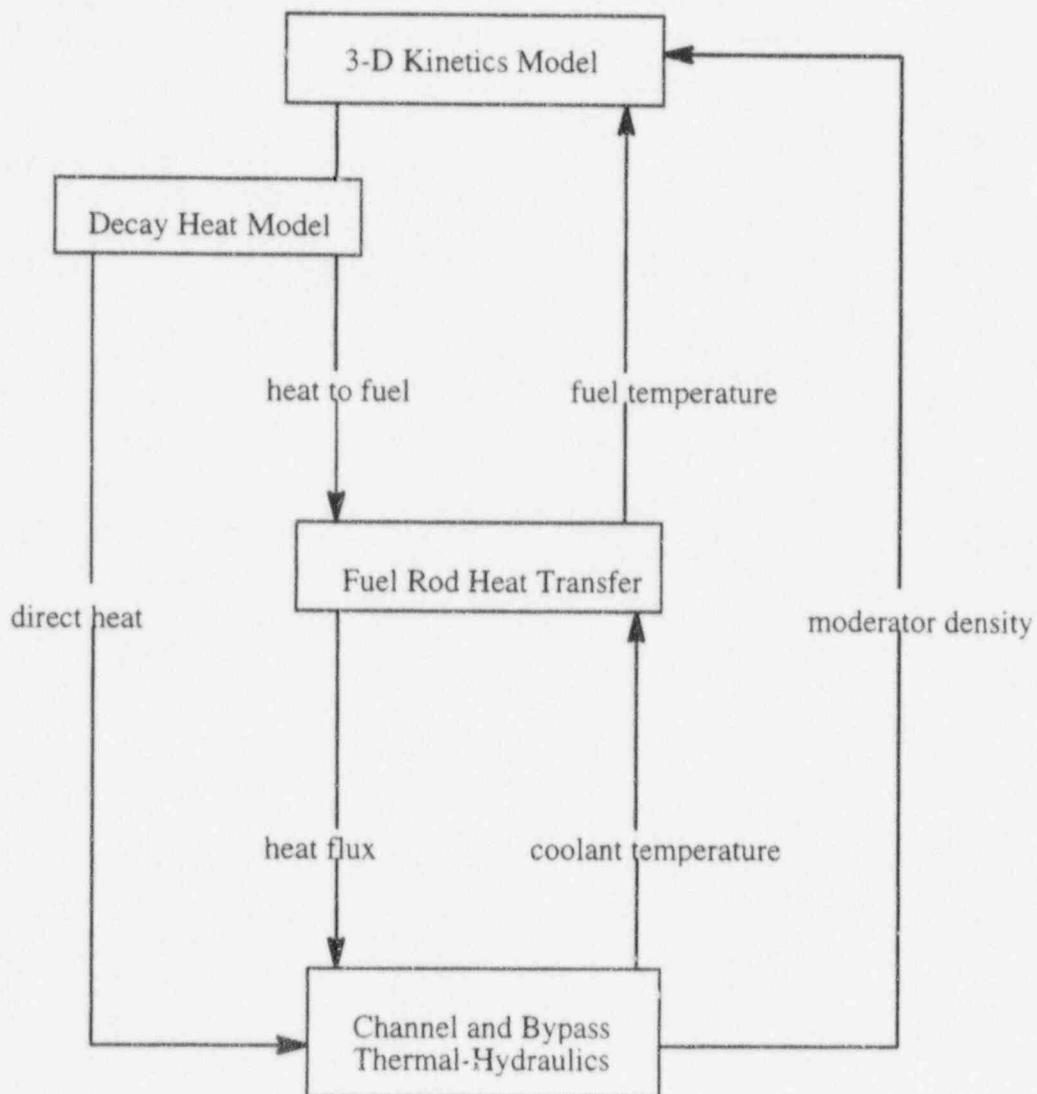 3-D Kinetics Model
Decay Heat Model
heat to fuel
fuel temperature
Fuel Rod Heat Transfer
direct heat
moderator density
heat flux
coolant temperature
Channel and Bypass
Thermal-Hydraulics